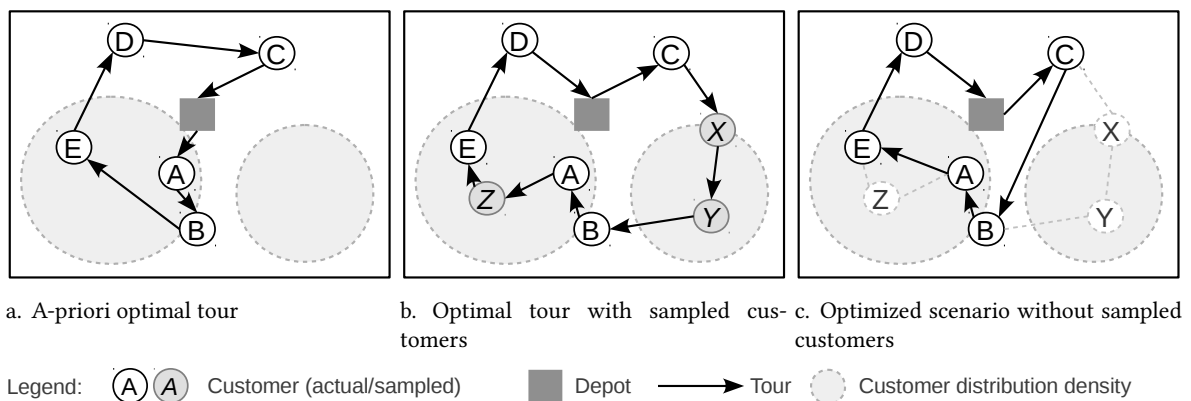 D
C
E
A
B
a. A-priori optimal tour
D
C
X
E
A
Z
Y
B
b. Optimal tour with sampled cus-
tomers
D
C
X
E
A
Z
Y
B
c. Optimized scenario without sampled
customers
Legend: A A Customer (actual/sampled) Depot Tour Customer distribution density